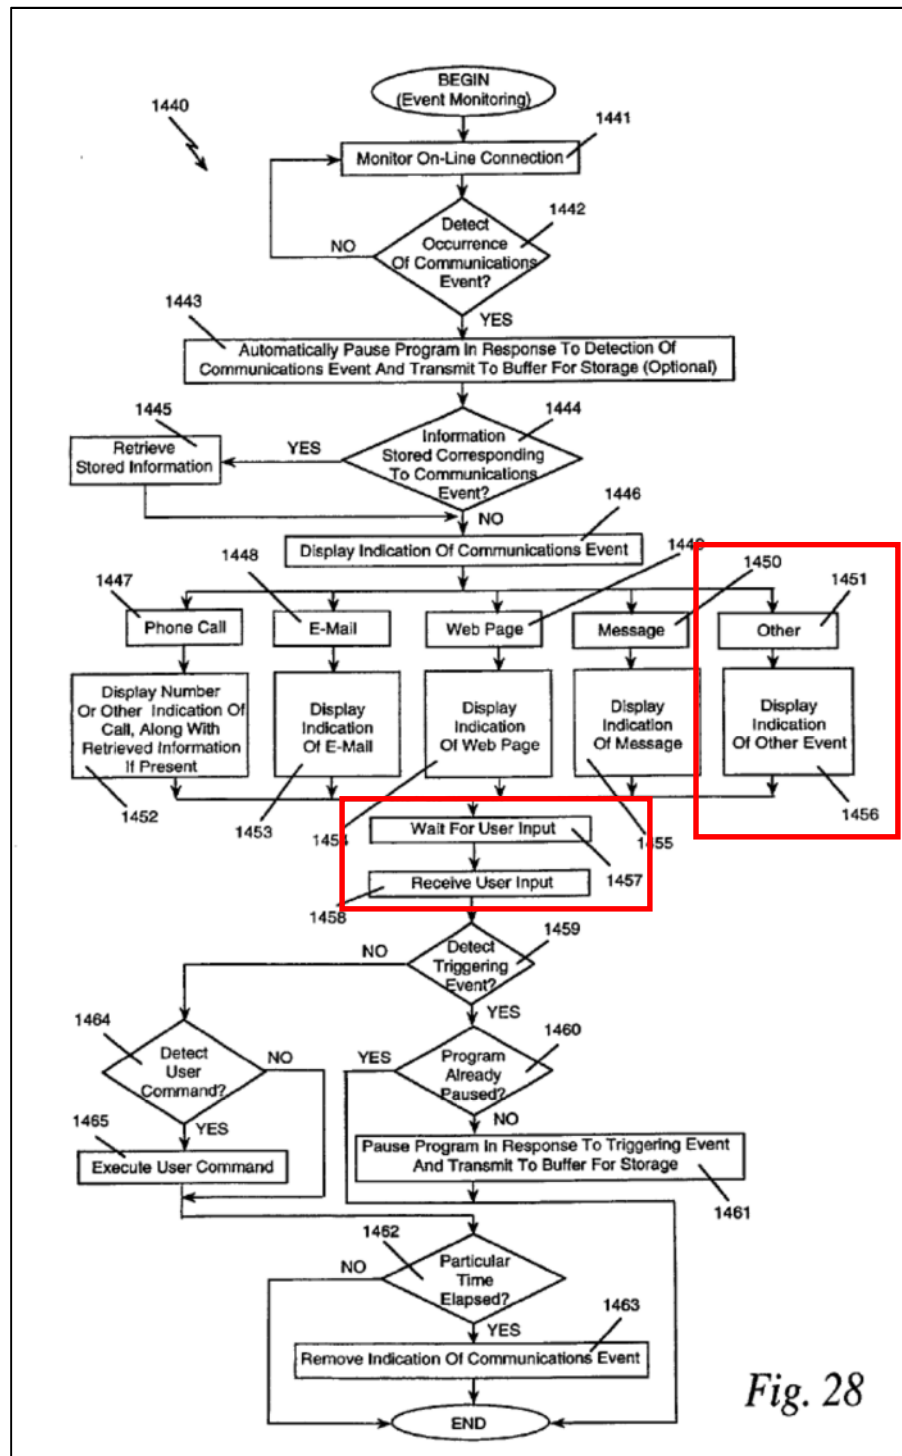 BEGIN
(Event Monitoring)
1440
1441
Monitor On-Line Connection
1442
Detect
Occurrence
Of Communications
Event?
NO
YES
1443
Automatically Pause Program In Response To Detection Of
Communications Event And Transmit To Buffer For Storage (Optional)
1445
1444
Retrieve
Stored Information
YES
Information
Stored Corresponding
To Communications
Event?
1446
NO
Display Indication Of Communications Event
1447
1448
1449
1450
1451
Phone Call
E-Mail
Web Page
Message
Other
Display Number
Or Other Indication Of
Call, Along With
Retrieved Information
If Present
Display
Indication
Of E-Mail
Display
Indication
Of Web Page
Display
Indication
Of Message
Display
Indication
Of Other Event
1452
1453
1454
1455
1456
Wait For User Input
1457
Receive User Input
1458
1459
NO
Detect
Triggering
Event?
YES
1464
1460
Detect
User
Command?
NO
YES
YES
Program
Already
Paused?
NO
1465
Execute User Command
Pause Program In Response To Triggering Event
And Transmit To Buffer For Storage
1461
1462
NO
Particular
Time
Elapsed?
1463
YES
Remove Indication Of Communications Event
END
Fig. 28